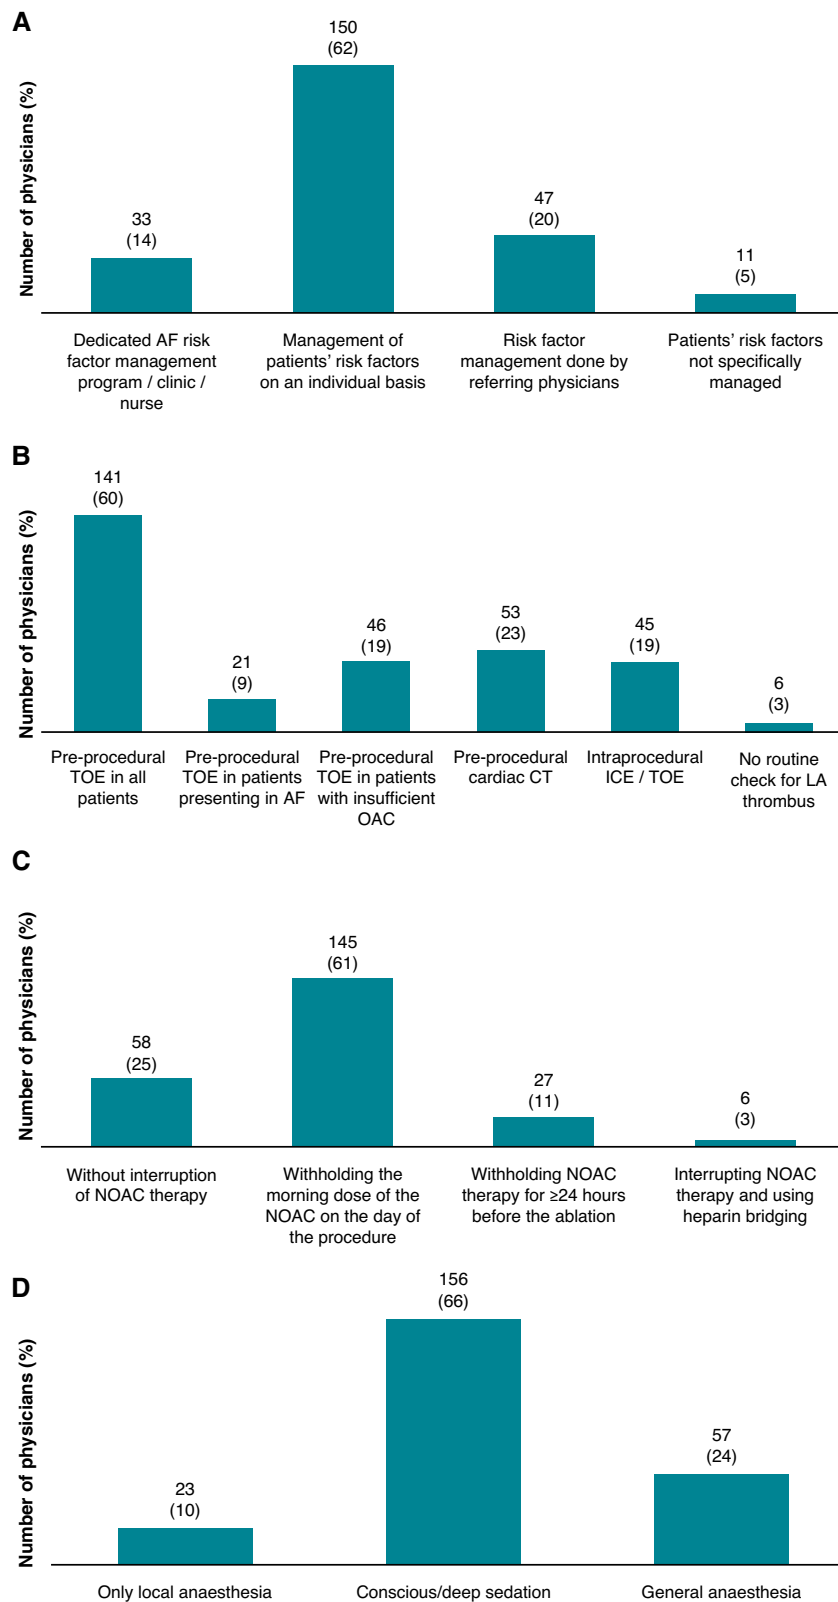 A
Number of physicians (%)
33
(14)
150
(62)
47
(20)
11
(5)
Dedicated AF risk
factor management
program / clinic /
nurse
Management of
patients' risk factors
on an individual basis
Risk factor
management done by
referring physicians
Patients' risk factors
not specifically
managed
B
Number of physicians (%)
141
(60)
21
(9)
46
(19)
53
(23)
45
(19)
6
(3)
Pre-procedural
TOE in all
patients
Pre-procedural
TOE in patients
presenting in AF
Pre-procedural
TOE in patients
with insufficient
OAC
Pre-procedural
cardiac CT
Intraprocedural
ICE / TOE
No routine
check for LA
thrombus
C
Number of physicians (%)
58
(25)
145
(61)
27
(11)
6
(3)
Without interruption
of NOAC therapy
Withholding the
morning dose of the
NOAC on the day of
the procedure
Withholding NOAC
therapy for ≥24 hours
before the ablation
Interrupting NOAC
therapy and using
heparin bridging
D
Number of physicians (%)
23
(10)
156
(66)
57
(24)
Only local anaesthesia
Conscious/deep sedation
General anaesthesia